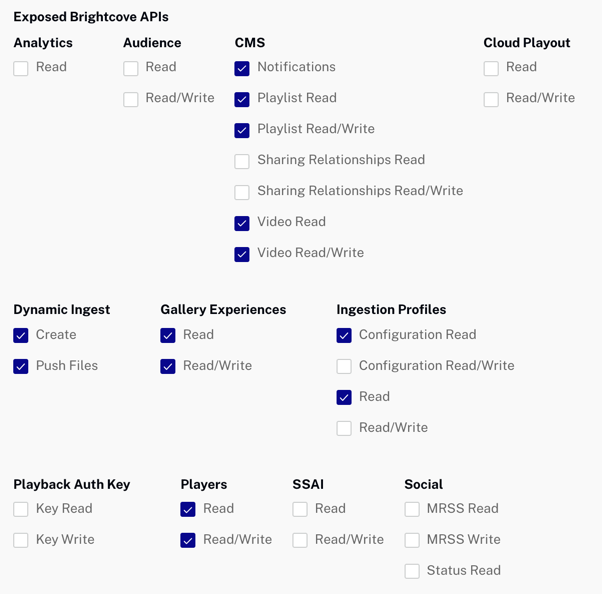 Exposed Brightcove APIs
Analytics
Read
Audience
Read
Read/Write
CMS
Notifications
Playlist Read
Playlist Read/Write
Sharing Relationships Read
Sharing Relationships Read/Write
Video Read
Video Read/Write
Cloud Playout
Read
Read/Write
Dynamic Ingest
Create
Push Files
Gallery Experiences
Read
Read/Write
Ingestion Profiles
Configuration Read
Configuration Read/Write
Read
Read/Write
Playback Auth Key
Key Read
Key Write
Players
Read
Read/Write
SSAI
Read
Read/Write
Social
MRSS Read
MRSS Write
Status Read